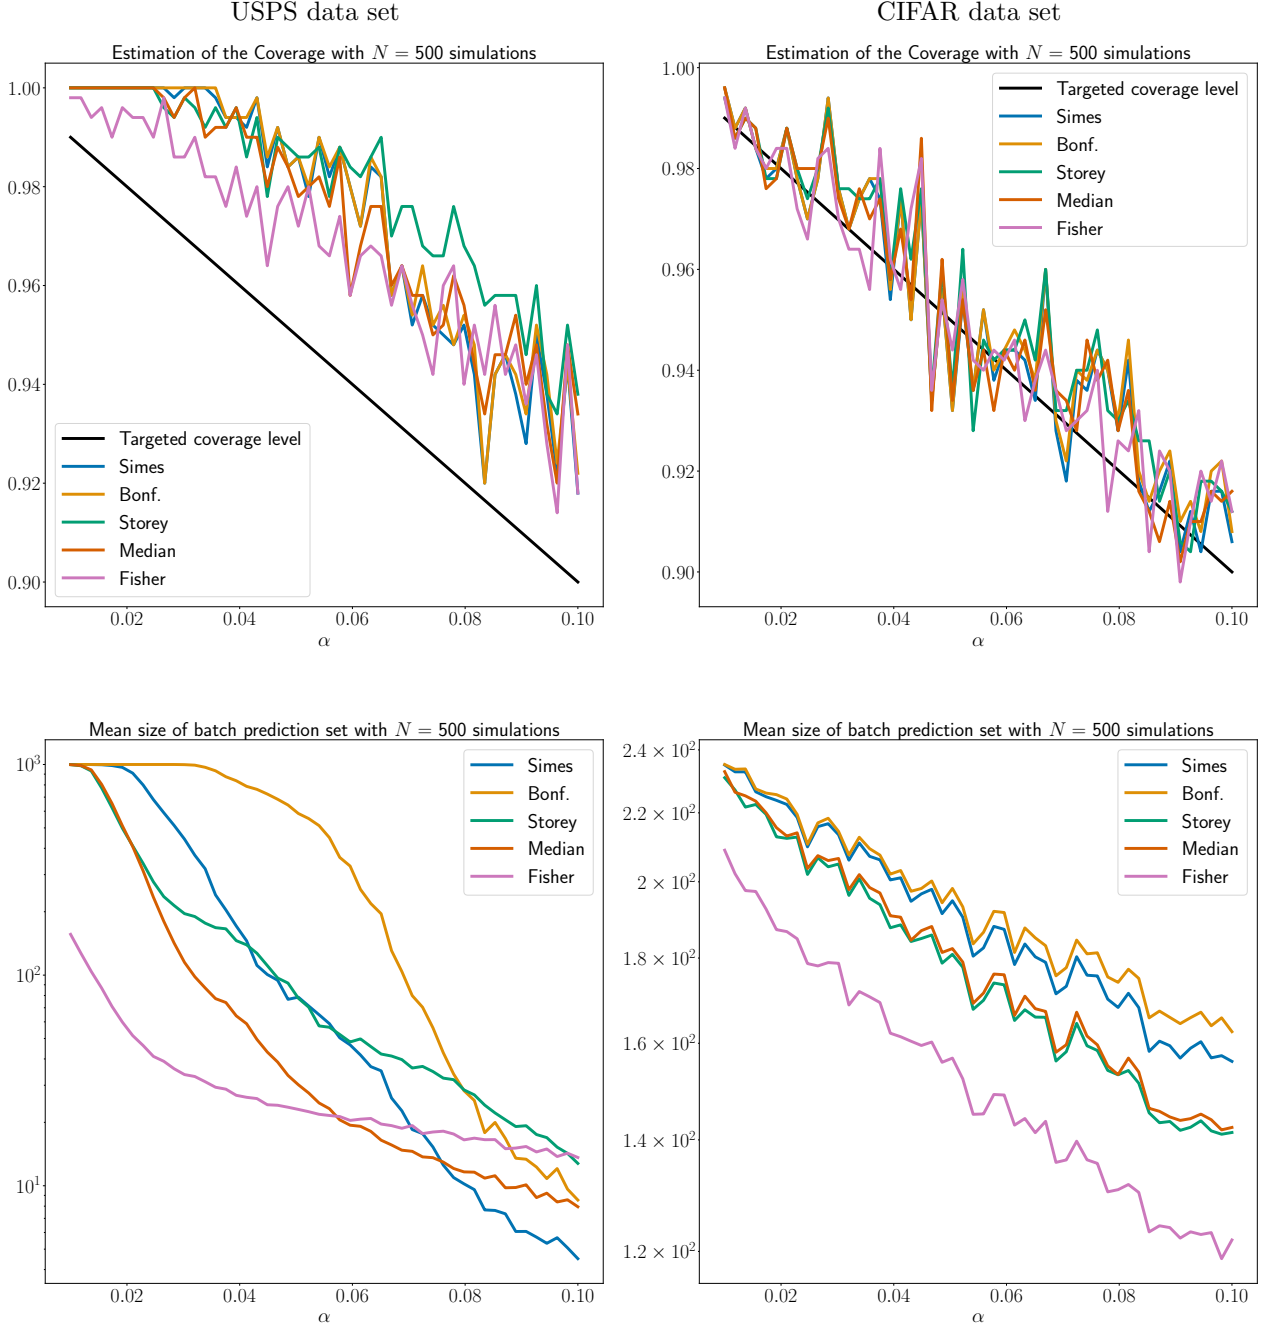 USPS data set
CIFAR data set
Estimation of the Coverage with N = 500 simulations
1.00
0.98
0.96
0.94
0.92
0.90
Targeted coverage level
Simes
Bonf.
Storey
Median
Fisher
0.02 0.04 0.06 0.08 0.10
α
Estimation of the Coverage with N = 500 simulations
1.00
0.98
0.96
0.94
0.92
0.90
Targeted coverage level
Simes
Bonf.
Storey
Median
Fisher
0.02 0.04 0.06 0.08 0.10
α
Mean size of batch prediction set with N = 500 simulations
10³
10²
10¹
Simes
Bonf.
Storey
Median
Fisher
0.02 0.04 0.06 0.08 0.10
α
Mean size of batch prediction set with N = 500 simulations
2.4 × 10²
2.2 × 10²
2 × 10²
1.8 × 10²
1.6 × 10²
1.4 × 10²
1.2 × 10²
Simes
Bonf.
Storey
Median
Fisher
0.02 0.04 0.06 0.08 0.10
α